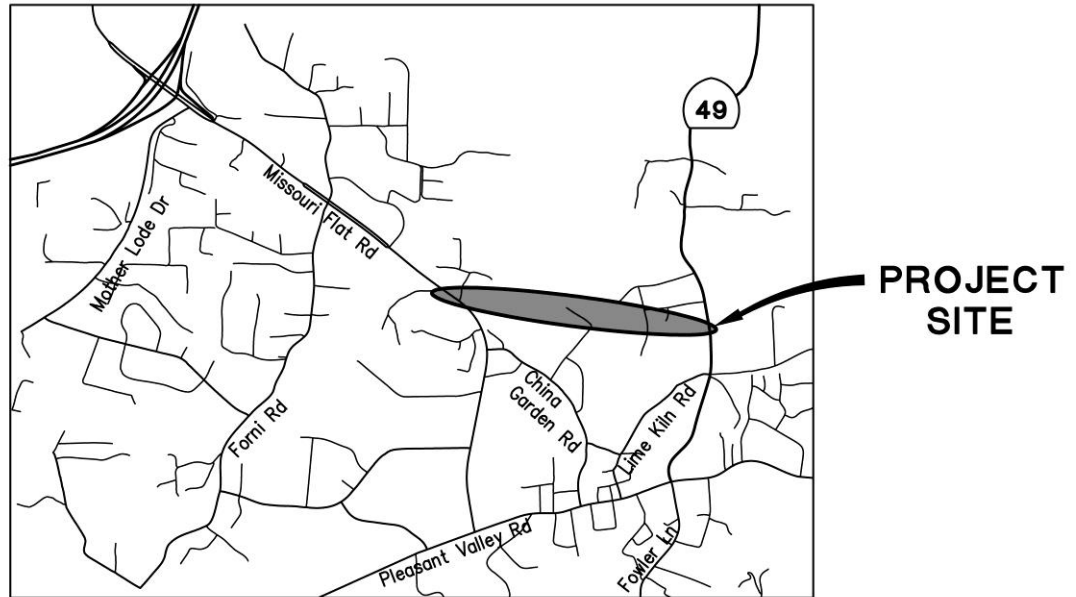 49
Missouri Flat Rd
Mother Lode Dr
PROJECT
SITE
China
Garden Rd
Lime Kiln Rd
Forni Rd
Pleasant Valley Rd
Fowler Ln